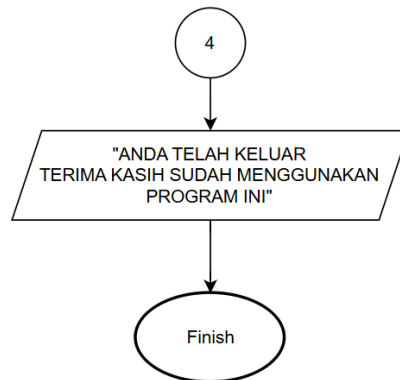 4
"ANDA TELAH KELUAR
TERIMA KASIH SUDAH MENGGUNAKAN
PROGRAM INI"
Finish